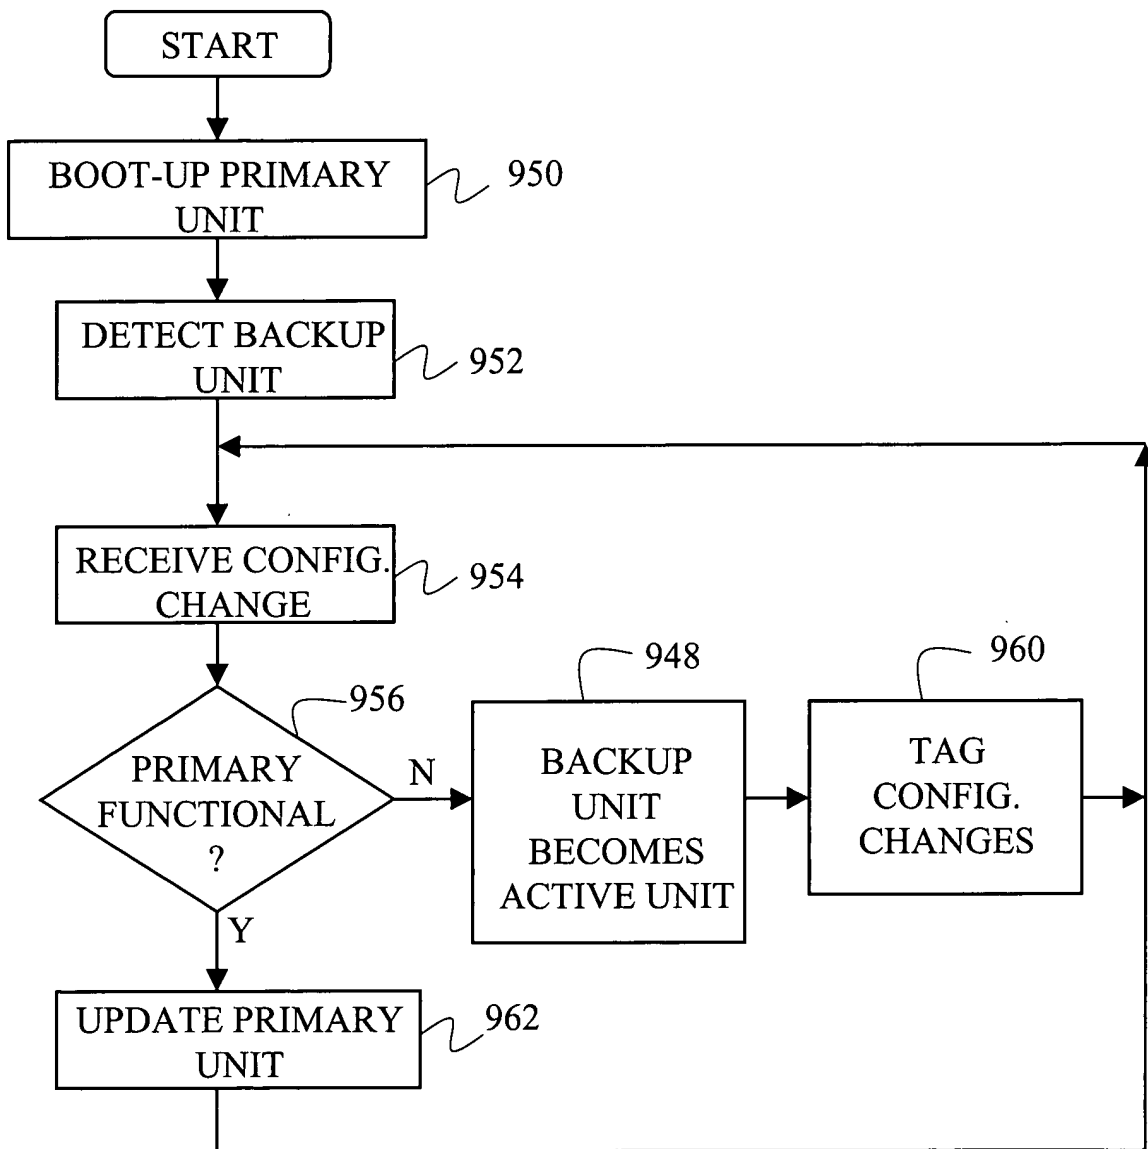 START
BOOT-UP PRIMARY
UNIT
950
DETECT BACKUP
UNIT
952
RECEIVE CONFIG.
CHANGE
954
PRIMARY
FUNCTIONAL
?
956
N
BACKUP
UNIT
BECOMES
ACTIVE UNIT
948
TAG
CONFIG.
CHANGES
960
Y
UPDATE PRIMARY
UNIT
962